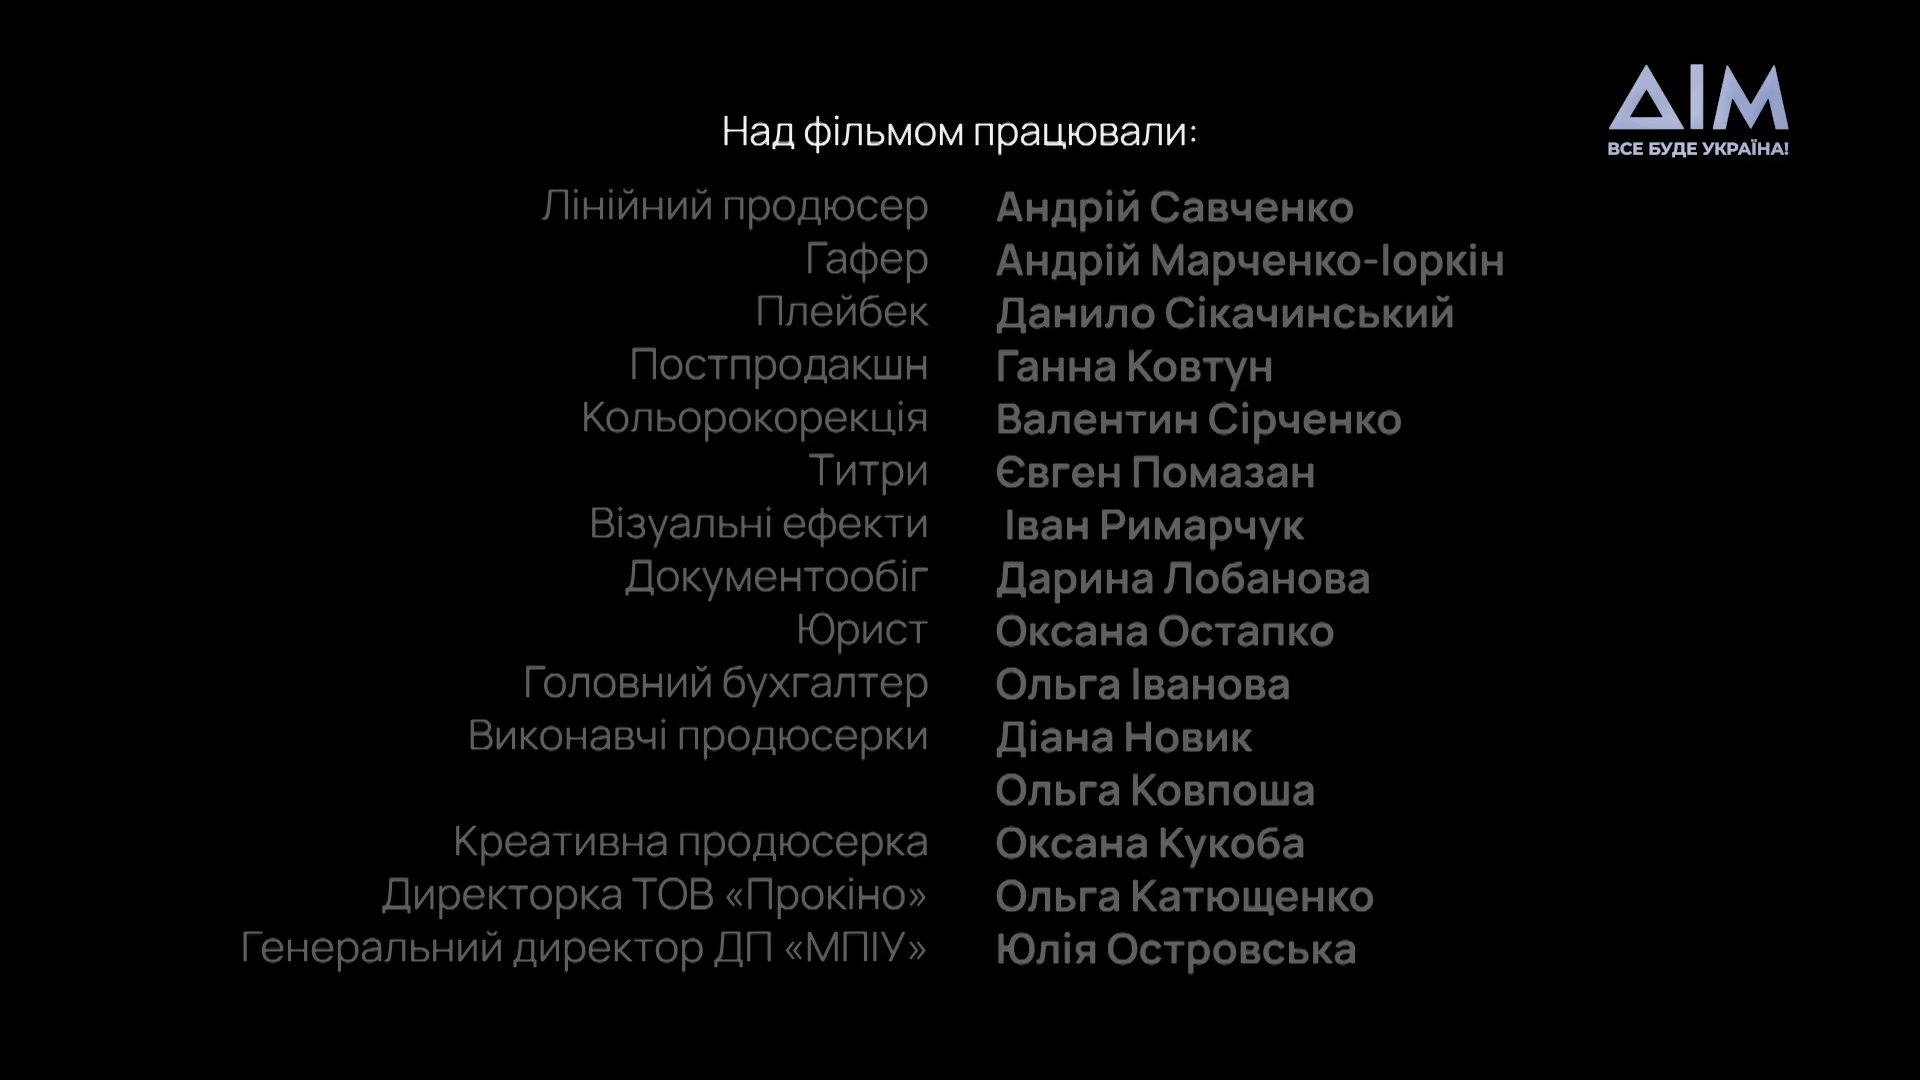 ДІМ
ВСЕ БУДЕ УКРАЇНА!
Над фільмом працювали:
Лінійний продюсер Андрій Савченко
Гафер Андрій Марченко-Іоркін
Плейбек Данило Сікачинський
Постпродакшн Ганна Ковтун
Кольорокорекція Валентин Сірченко
Титри Євген Помазан
Візуальні ефекти Іван Римарчук
Документообіг Дарина Лобанова
Юрист Оксана Остапко
Головний бухгалтер Ольга Іванова
Виконавчі продюсерки Діана Новик
Ольга Ковпоша
Креативна продюсерка Оксана Кукоба
Директорка ТОВ «Прокіно» Ольга Катющенко
Генеральний директор ДП «МПІУ» Юлія Островська